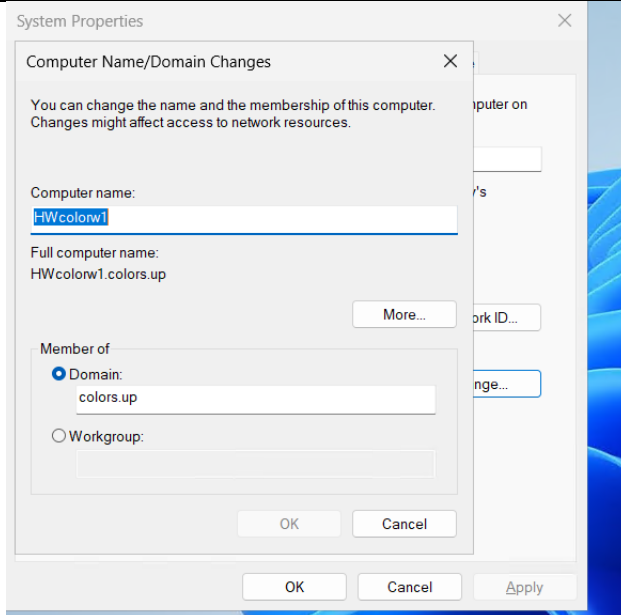 System Properties
Computer Name/Domain Changes
You can change the name and the membership of this computer.
Changes might affect access to network resources.
Computer name:
HWcolorw1
Full computer name:
HWcolorw1.colors.up
More...
Member of
Domain:
colors.up
Workgroup:
OK
Cancel
on
ID...
OK
Cancel
Apply